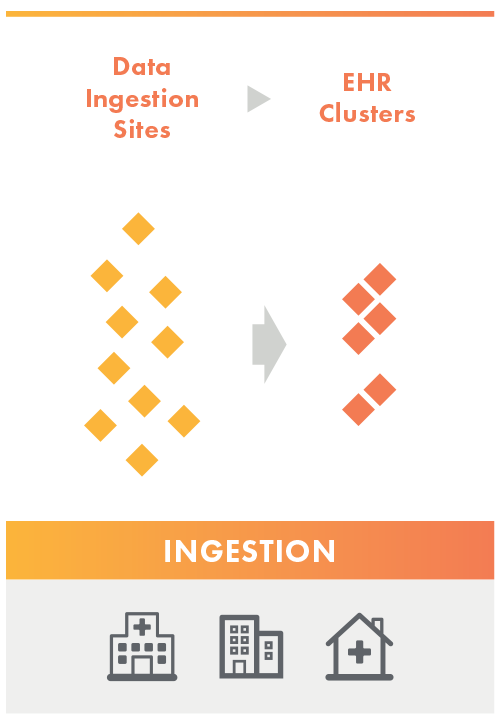 Data
Ingestion
Sites
EHR
Clusters
INGESTION